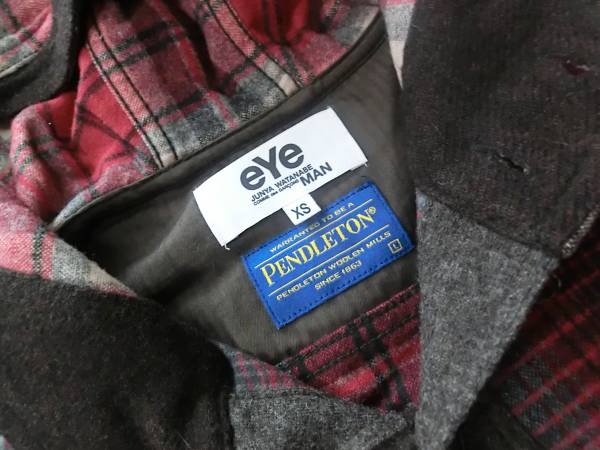 eYe
JUNYA WATANABE
COMME des GARÇONS MAN
XS
WARRANTED TO BE A
PENDLETON®
PENDLETON WOOLEN MILLS
SINCE 1863
L